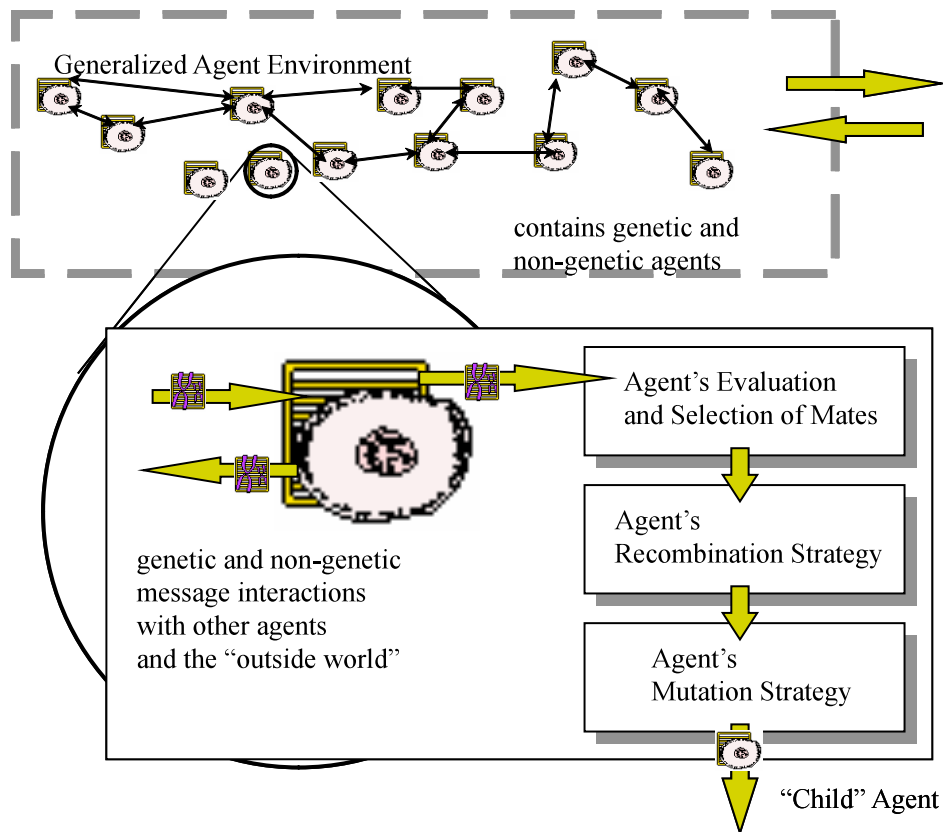 Generalized Agent Environment
contains genetic and
non-genetic agents
Agent's Evaluation
and Selection of Mates
Agent's
Recombination Strategy
genetic and non-genetic
message interactions
with other agents
and the “outside world”
Agent's
Mutation Strategy
“Child” Agent